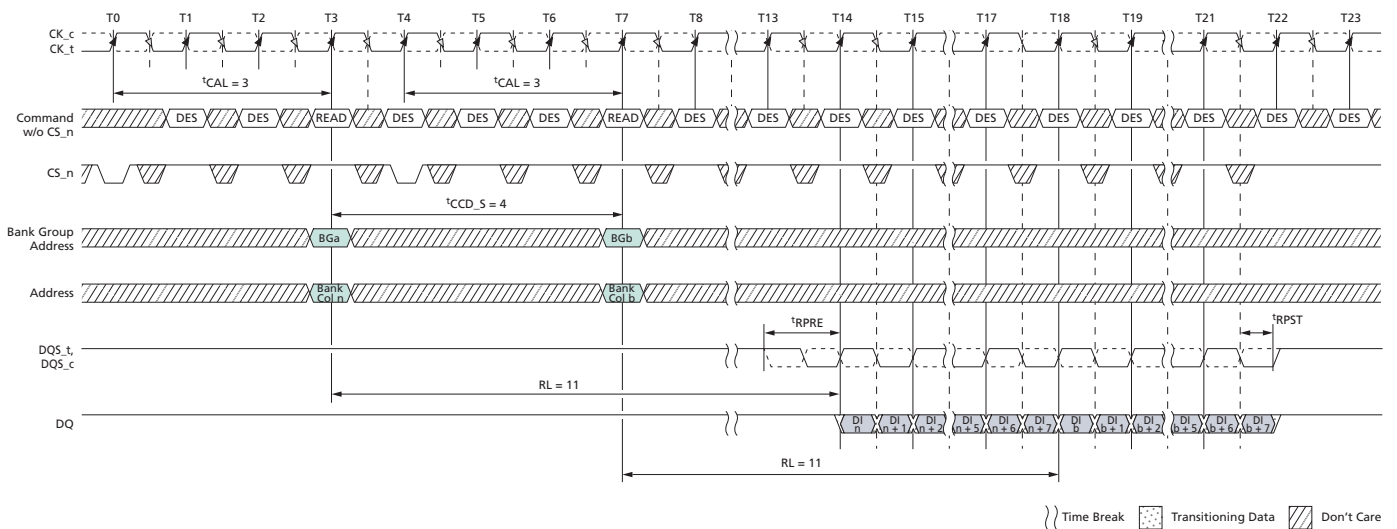 T0 T1 T2 T3 T4 T5 T6 T7 T8 T13 T14 T15 T17 T18 T19 T21 T22 T23
CK_c
CK_t
tCAL = 3 tCAL = 3
Command
w/o CS_n
DES DES READ DES DES DES READ DES DES DES DES DES DES DES DES DES DES
CS_n
tCCD_S = 4
Bank Group
Address
BGa BGb
Address
Bank
Col n
Bank
Col b
tRPRE tRPST
DQS_t,
DQS_c
RL = 11
DQ
DI
n
DI
n + 1
DI
n + 2
DI
n + 5
DI
n + 6
DI
n + 7
DI
b
DI
b + 1
DI
b + 2
DI
b + 5
DI
b + 6
DI
b + 7
RL = 11
Time Break Transitioning Data Don't Care